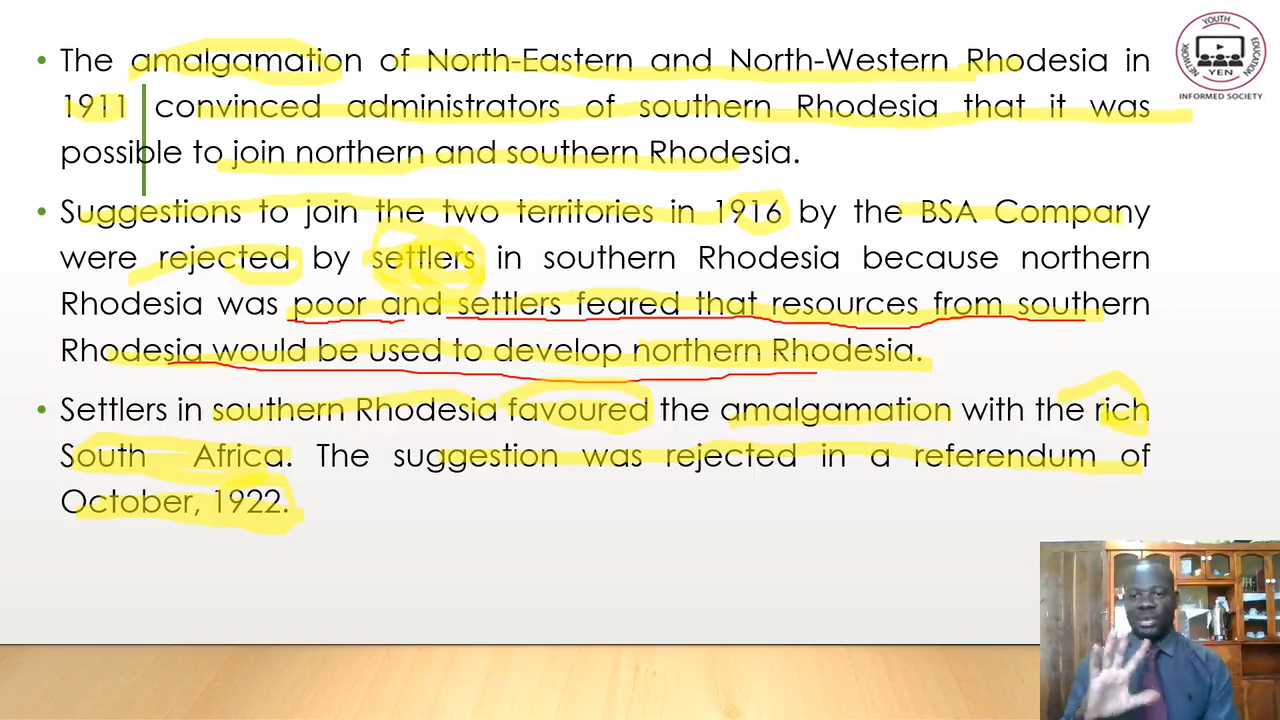 • The amalgamation of North-Eastern and North-Western Rhodesia in
1911 convinced administrators of southern Rhodesia that it was
possible to join northern and southern Rhodesia.
• Suggestions to join the two territories in 1916 by the BSA Company
were rejected by settlers in southern Rhodesia because northern
Rhodesia was poor and settlers feared that resources from southern
Rhodesia would be used to develop northern Rhodesia.
• Settlers in southern Rhodesia favoured the amalgamation with the rich
South Africa. The suggestion was rejected in a referendum of
October, 1922.
YOUTH
EDUCATION
NETWORK
YEN
INFORMED SOCIETY